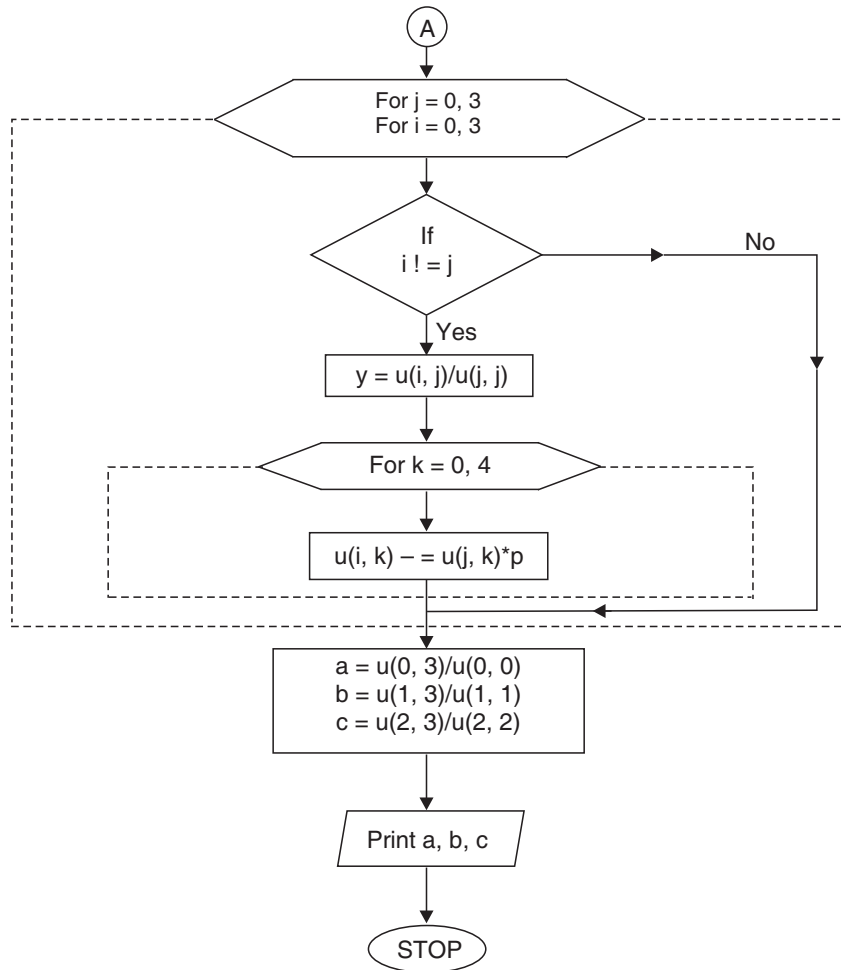 A
For j = 0, 3
For i = 0, 3
If
i ! = j
No
Yes
y = u(i, j)/u(j, j)
For k = 0, 4
u(i, k) – = u(j, k)*p
a = u(0, 3)/u(0, 0)
b = u(1, 3)/u(1, 1)
c = u(2, 3)/u(2, 2)
Print a, b, c
STOP